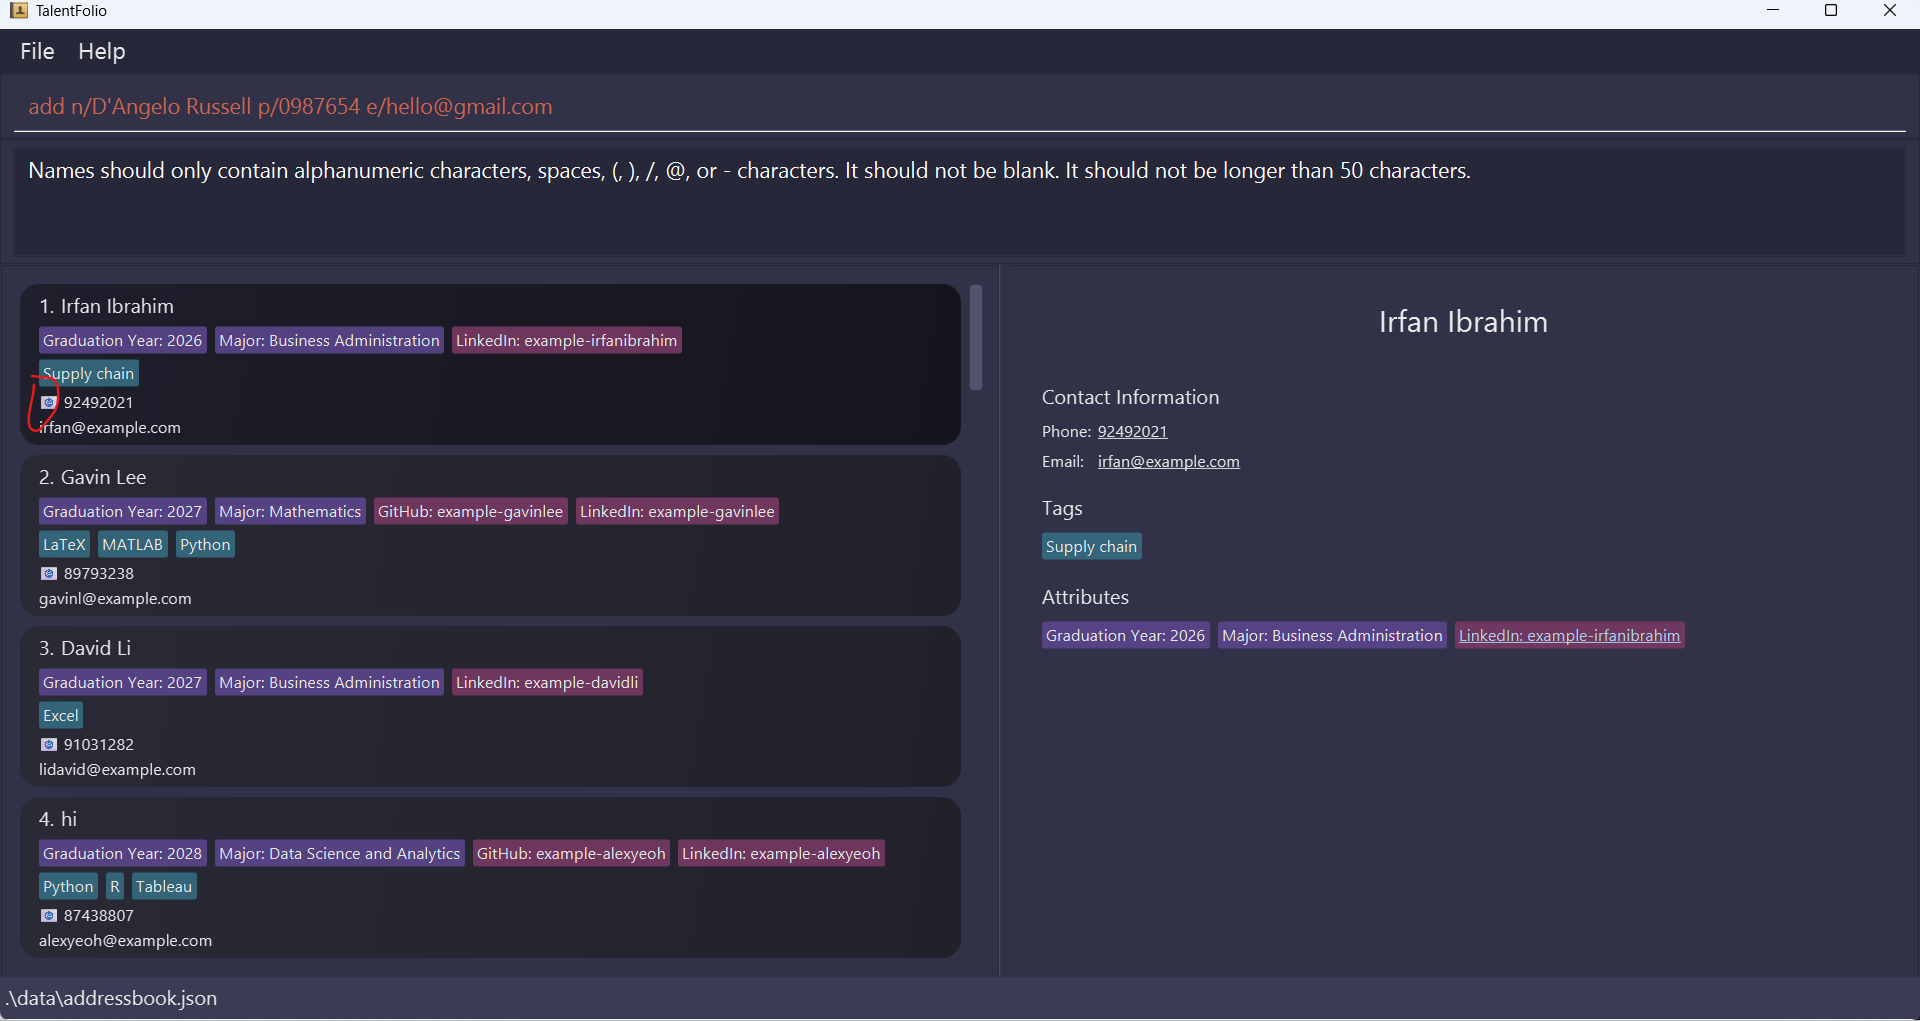 TalentFolio
File Help
add n/D'Angelo Russell p/0987654 e/hello@gmail.com
Names should only contain alphanumeric characters, spaces, (, ), /, @, or - characters. It should not be blank. It should not be longer than 50 characters.
1. Irfan Ibrahim
Graduation Year: 2026 Major: Business Administration LinkedIn: example-irfanibrahim
Supply chain
92492021
irfan@example.com
2. Gavin Lee
Graduation Year: 2027 Major: Mathematics GitHub: example-gavinlee LinkedIn: example-gavinlee
LaTeX MATLAB Python
89793238
gavinl@example.com
3. David Li
Graduation Year: 2027 Major: Business Administration LinkedIn: example-davidli
Excel
91031282
lidavid@example.com
4. hi
Graduation Year: 2028 Major: Data Science and Analytics GitHub: example-alexyeoh LinkedIn: example-alexyeoh
Python R Tableau
87438807
alexyeoh@example.com
Irfan Ibrahim
Contact Information
Phone: 92492021
Email: irfan@example.com
Tags
Supply chain
Attributes
Graduation Year: 2026 Major: Business Administration LinkedIn: example-irfanibrahim
.\data\addressbook.json